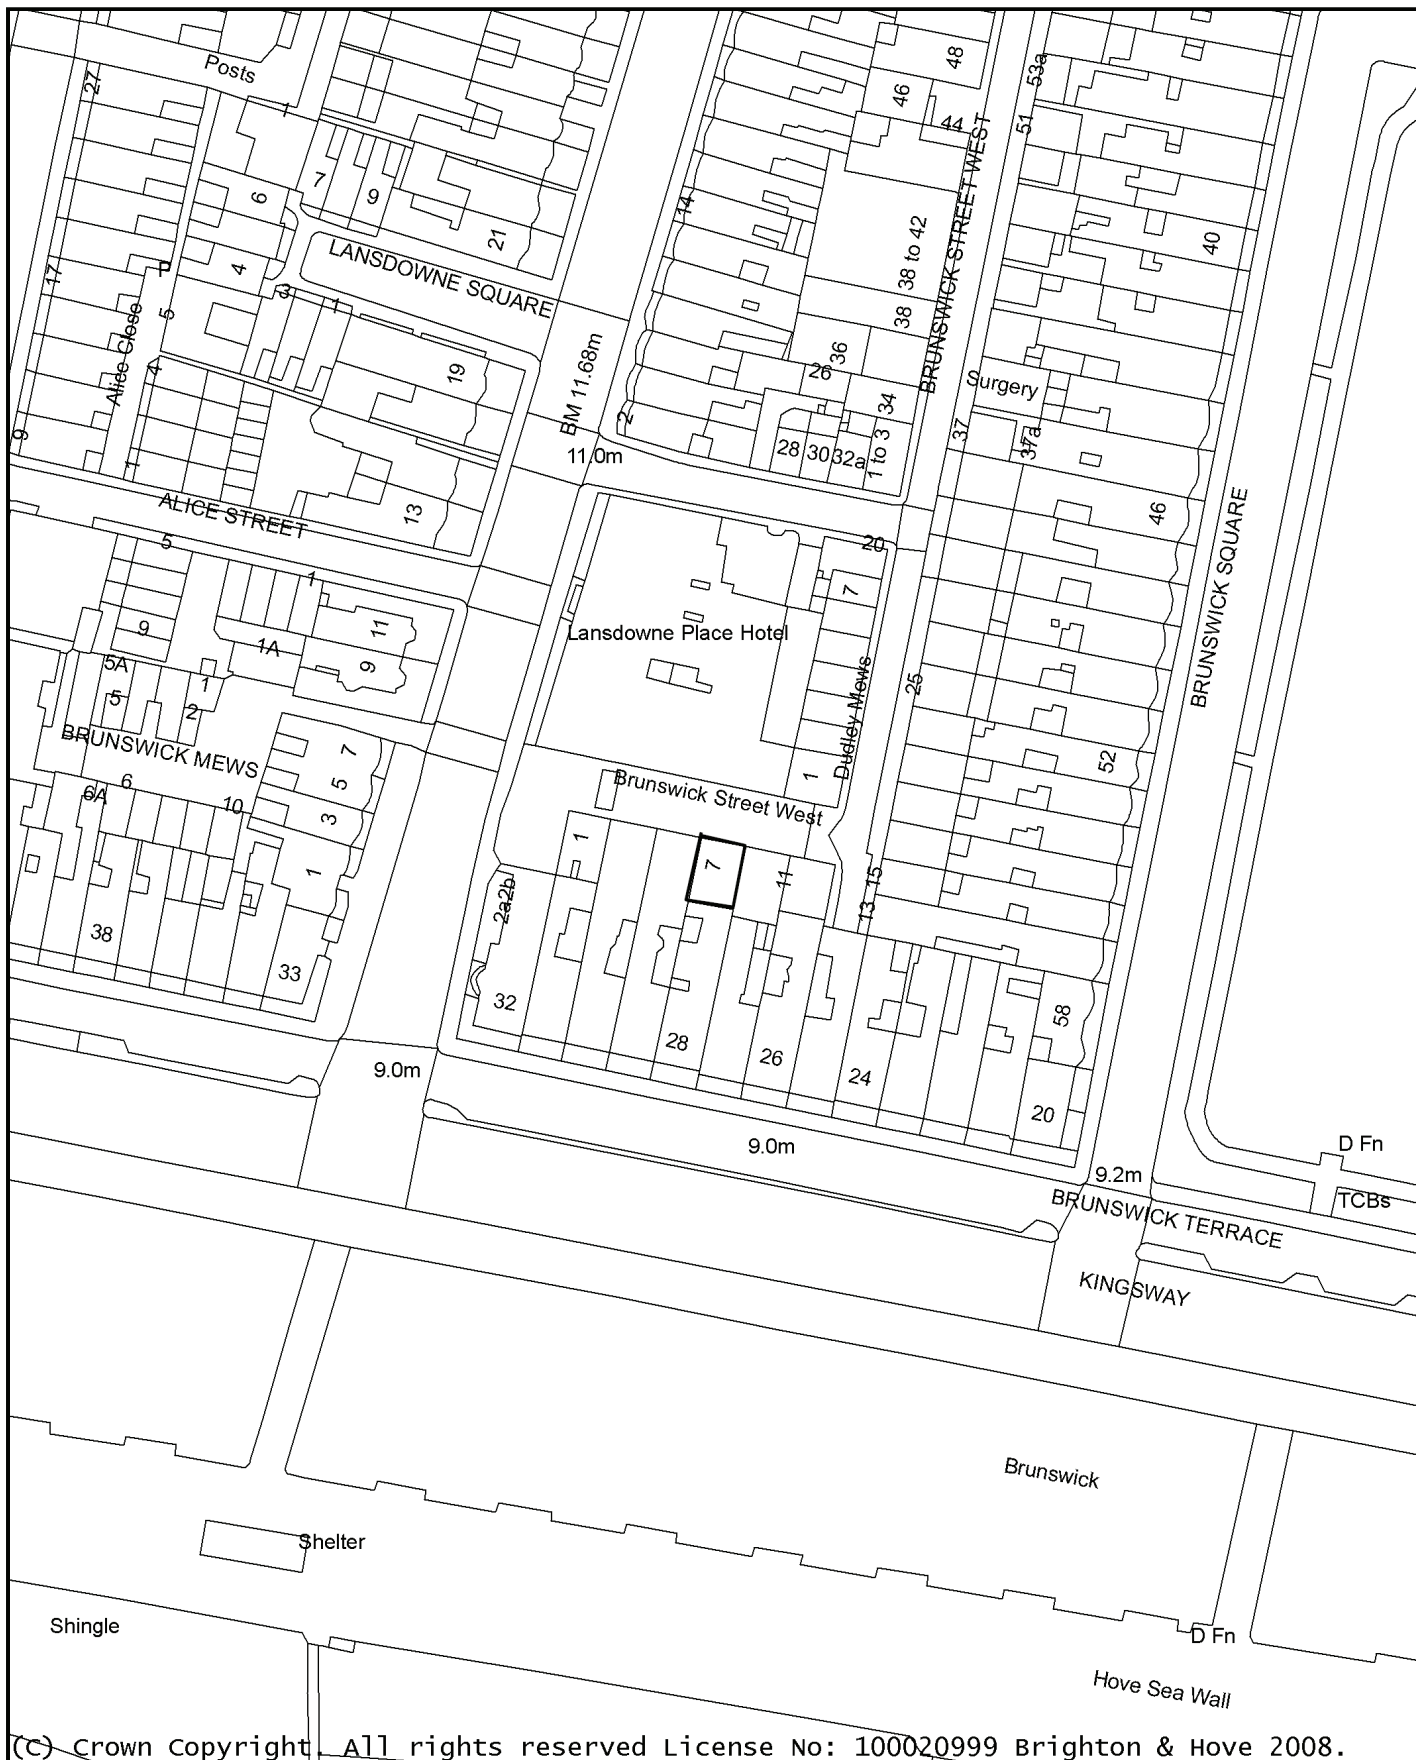 Posts
27
1
48
46
44
53a
51
BRUNSWICK STREET WEST
7
9
6
21
14
17
P
4
5
3
1
LANSDOWNE SQUARE
38 to 42
38
40
Alice Close
4
19
BM 11.68m
36
26
34
Surgery
2
9
1
28
30
32a
1 to 3
37
37a
11.0m
13
46
ALICE STREET
5
1
20
7
BRUNSWICK SQUARE
9
1A
11
9
Lansdowne Place Hotel
5A
5
1
2
25
Dudley Mews
BRUNSWICK MEWS
7
5
3
1
6
6A
10
1
52
Brunswick Street West
1
7
11
15
13
2a2b
38
33
32
28
26
24
58
20
9.0m
9.0m
9.2m
D Fn
TCBs
BRUNSWICK TERRACE
KINGSWAY
Brunswick
Shelter
Shingle
D Fn
Hove Sea Wall
(C) Crown Copyright. All rights reserved License No: 100020999 Brighton & Hove 2008.